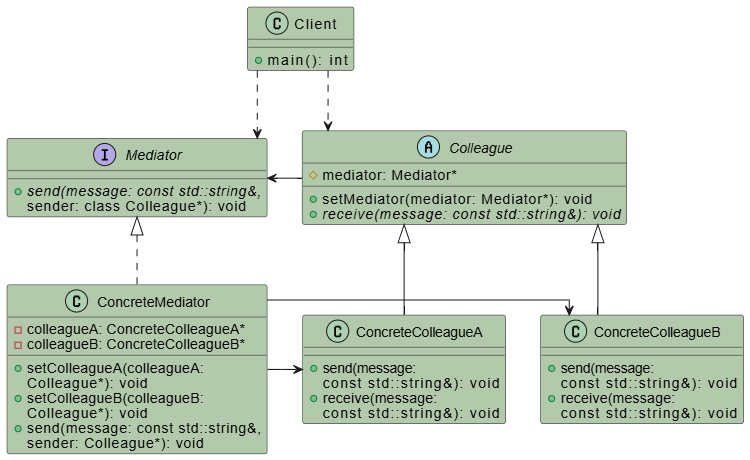 C Client
main(): int
I Mediator
send(message: const std::string&,
sender: class Colleague*): void
A Colleague
mediator: Mediator*
setMediator(mediator: Mediator*): void
receive(message: const std::string&): void
C ConcreteMediator
colleagueA: ConcreteColleagueA*
colleagueB: ConcreteColleagueB*
setColleagueA(colleagueA:
Colleague*): void
setColleagueB(colleagueB:
Colleague*): void
send(message: const std::string&,
sender: Colleague*): void
C ConcreteColleagueA
send(message:
const std::string&): void
receive(message:
const std::string&): void
C ConcreteColleagueB
send(message:
const std::string&): void
receive(message:
const std::string&): void